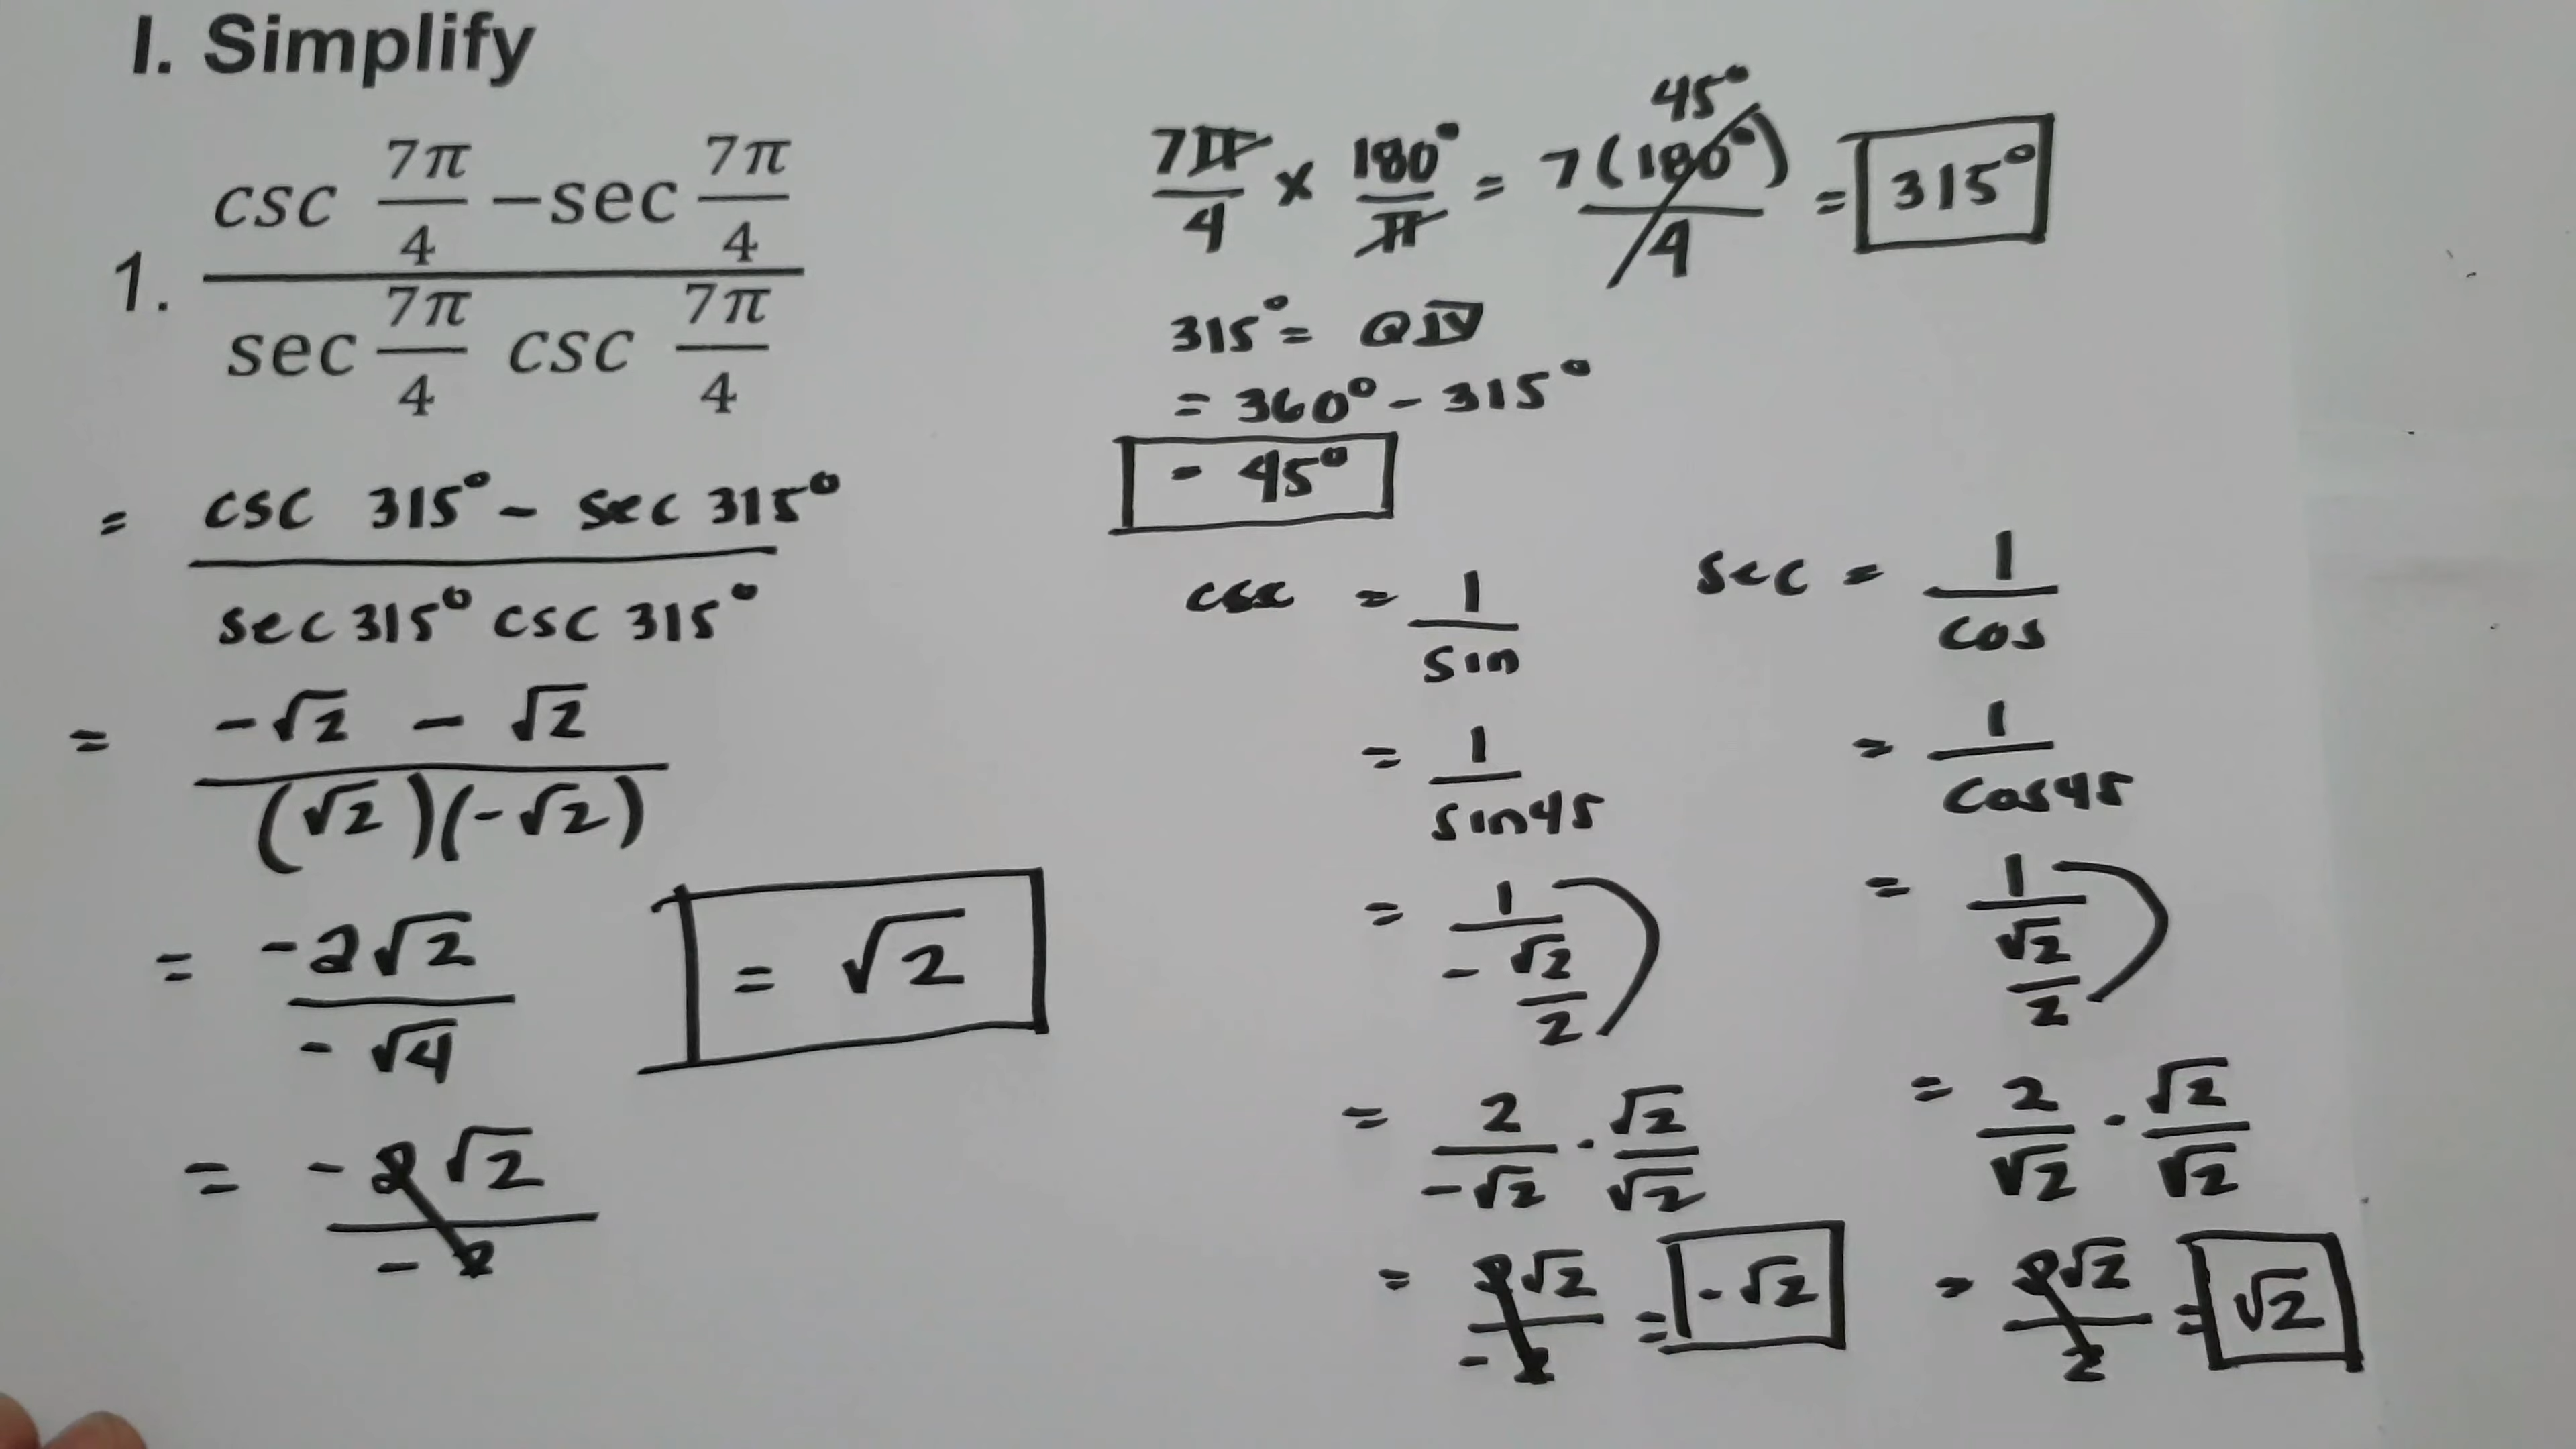 I. Simplify
1. (csc 7π/4 − sec 7π/4) / (sec 7π/4 csc 7π/4)
= (csc 315° − sec 315°) / (sec 315° csc 315°)
= (−√2 − √2) / ((√2)(−√2))
= −2√2 / −√4
= −2√2 / −2
= √2
7π/4 × 180°/π = 7(180°)/4 = 315°
45°
315° = QIV
= 360° − 315°
= 45°
csc = 1/sin
= 1/sin45
= 1/(−√2/2)
= 2/−√2 · √2/√2
= 2√2/−2 = −√2
sec = 1/cos
= 1/cos45
= 1/(√2/2)
= 2/√2 · √2/√2
= 2√2/2 = √2